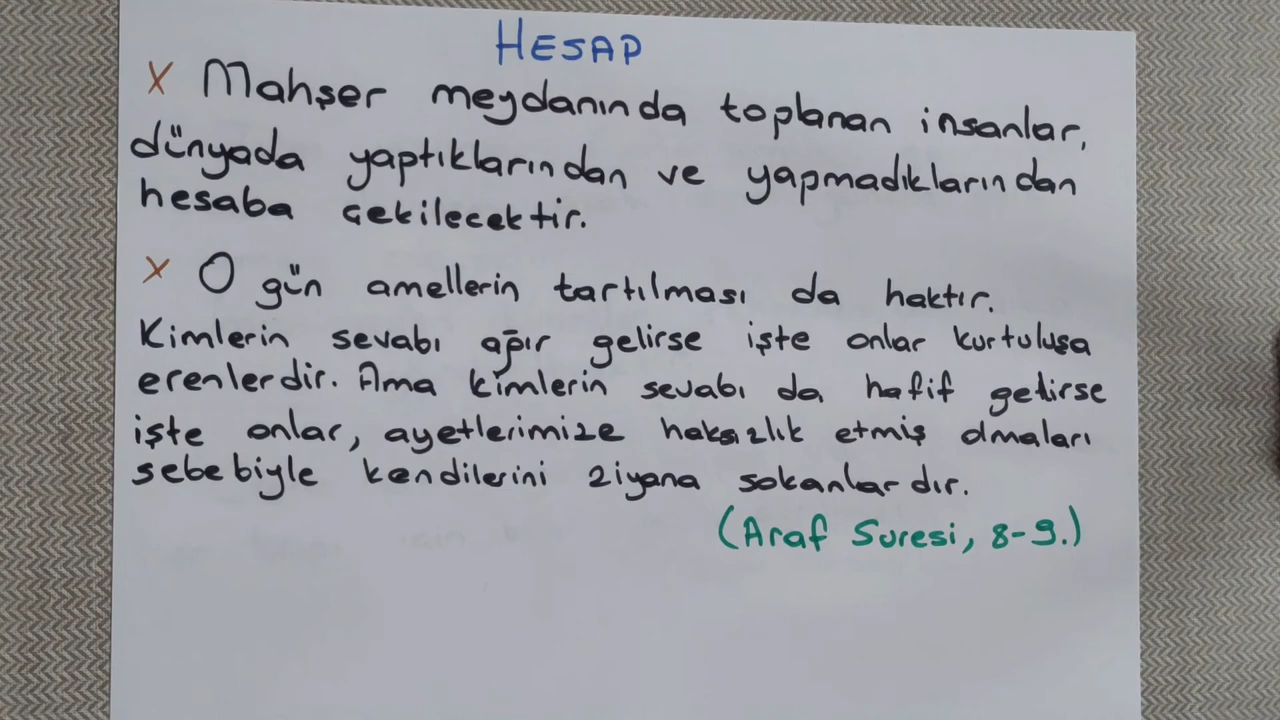 HESAP
x Mahşer meydanında toplanan insanlar,
dünyada yaptıklarından ve yapmadıklarından
hesaba çekilecektir.
x O gün amellerin tartılması da haktır.
Kimlerin sevabı ağır gelirse işte onlar kurtuluşa
erenlerdir. Ama kimlerin sevabı da hafif gelirse
işte onlar, ayetlerimize haksızlık etmiş olmaları
sebebiyle kendilerini ziyana sokanlardır.
(Araf Suresi, 8-9.)